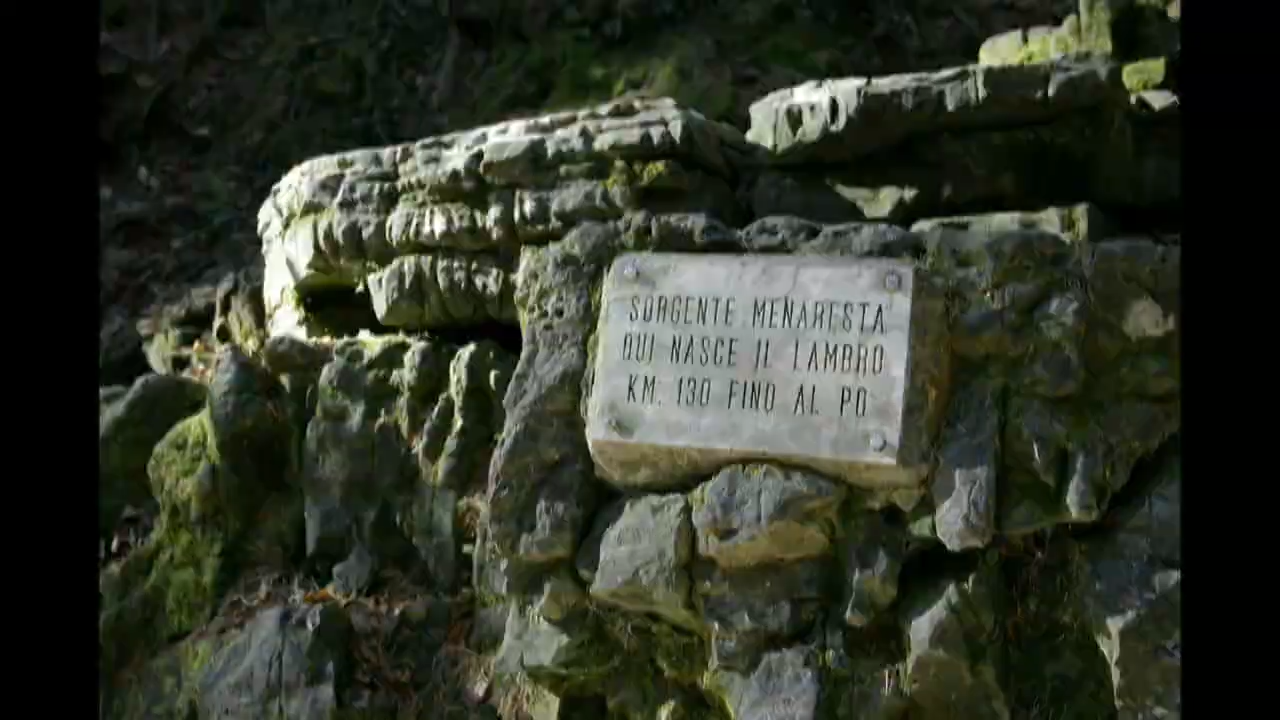 SORGENTE MENARESTA'
QUI NASCE IL LAMBRO
KM. 130 FINO AL PO